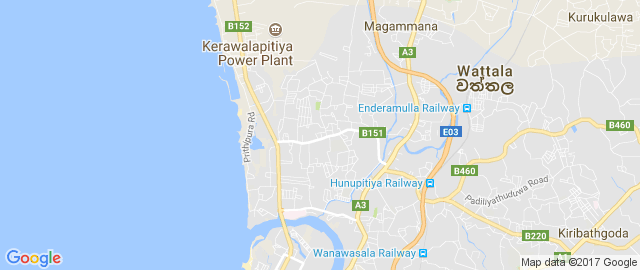 B152
Kerawalapitiya
Power Plant
Magammana
Kurukulawa
A3
Wattala
වත්තල
Enderamulla Railway
Prithipura Rd
B151
E03
B460
B460
Hunupitiya Railway
Padiliyathuduwa Road
A3
B220
Kiribathgoda
Wanawasala Railway
Google
Map data ©2017 Google